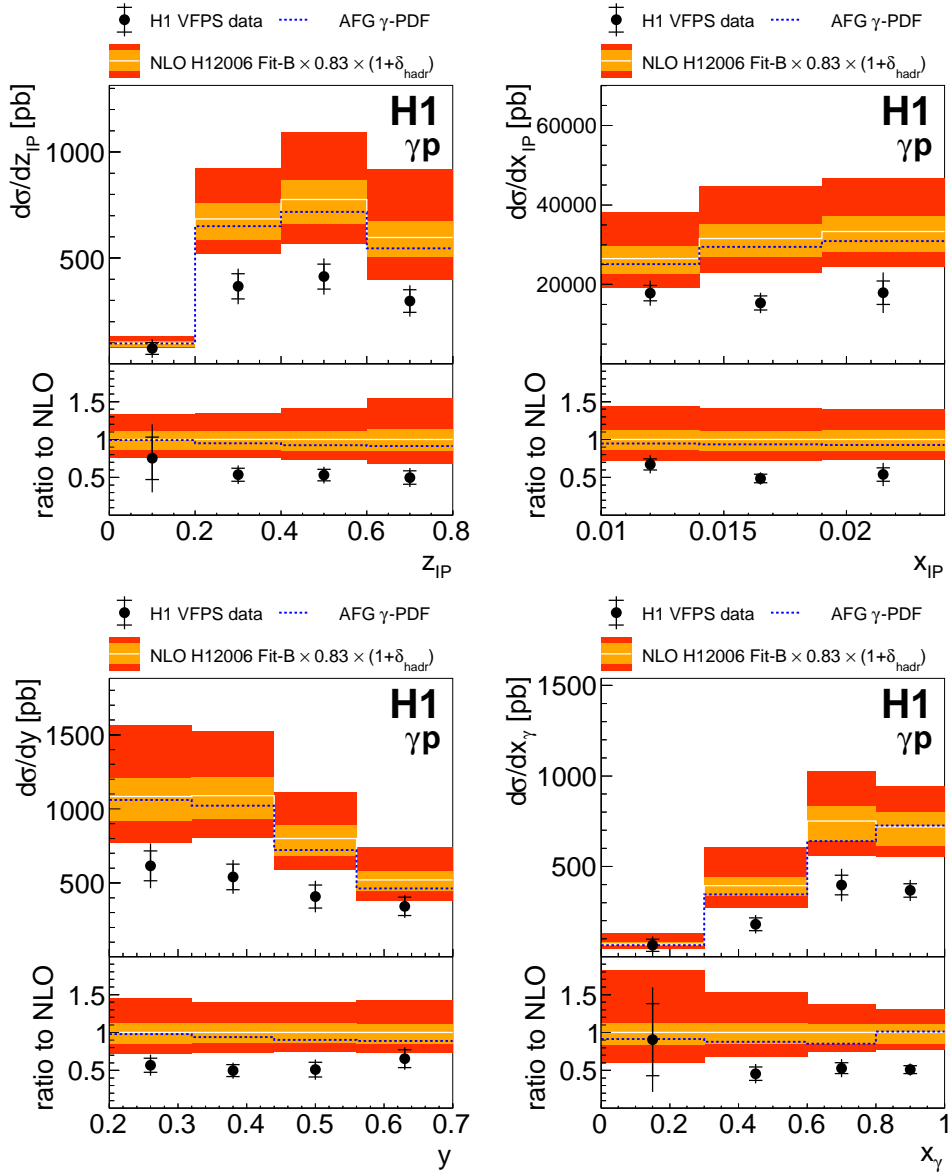 H1 VFPS data AFG γ-PDF
NLO H12006 Fit-B × 0.83 × (1+δhadr)
H1
γp
dσ/dzIP [pb]
1000
500
ratio to NLO
1.5
1
0.5
0 0.2 0.4 0.6 0.8
zIP
H1 VFPS data AFG γ-PDF
NLO H12006 Fit-B × 0.83 × (1+δhadr)
H1
γp
dσ/dxIP [pb]
60000
40000
20000
ratio to NLO
1.5
1
0.5
0.01 0.015 0.02
xIP
H1 VFPS data AFG γ-PDF
NLO H12006 Fit-B × 0.83 × (1+δhadr)
H1
γp
dσ/dy [pb]
1500
1000
500
ratio to NLO
1.5
1
0.5
0.2 0.3 0.4 0.5 0.6 0.7
y
H1 VFPS data AFG γ-PDF
NLO H12006 Fit-B × 0.83 × (1+δhadr)
H1
γp
dσ/dxγ [pb]
1500
1000
500
ratio to NLO
1.5
1
0.5
0 0.2 0.4 0.6 0.8 1
xγ